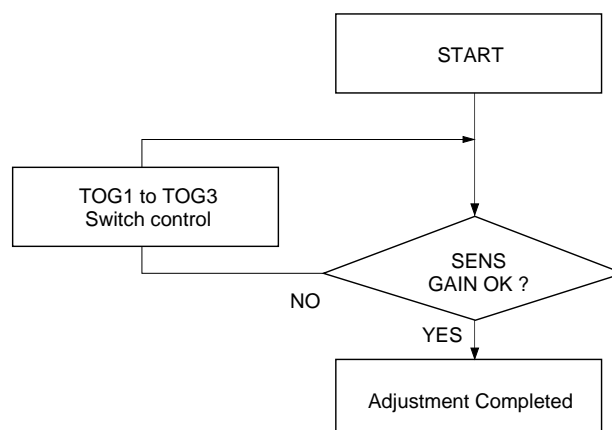 START
TOG1 to TOG3
Switch control
SENS
GAIN OK ?
NO
YES
Adjustment Completed